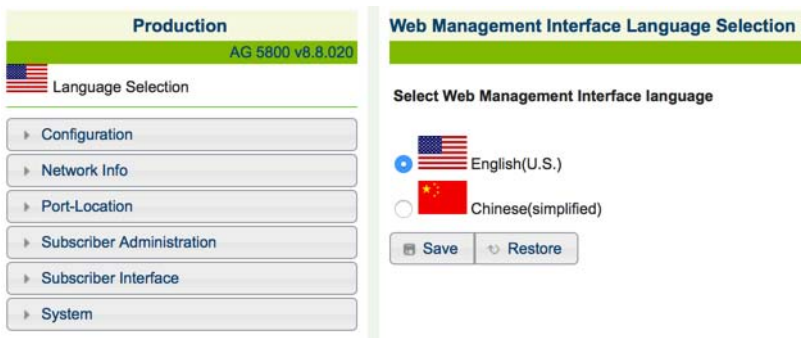 Production
AG 5800 v8.8.020
Language Selection
Configuration
Network Info
Port-Location
Subscriber Administration
Subscriber Interface
System
Web Management Interface Language Selection
Select Web Management Interface language
English(U.S.)
Chinese(simplified)
Save
Restore